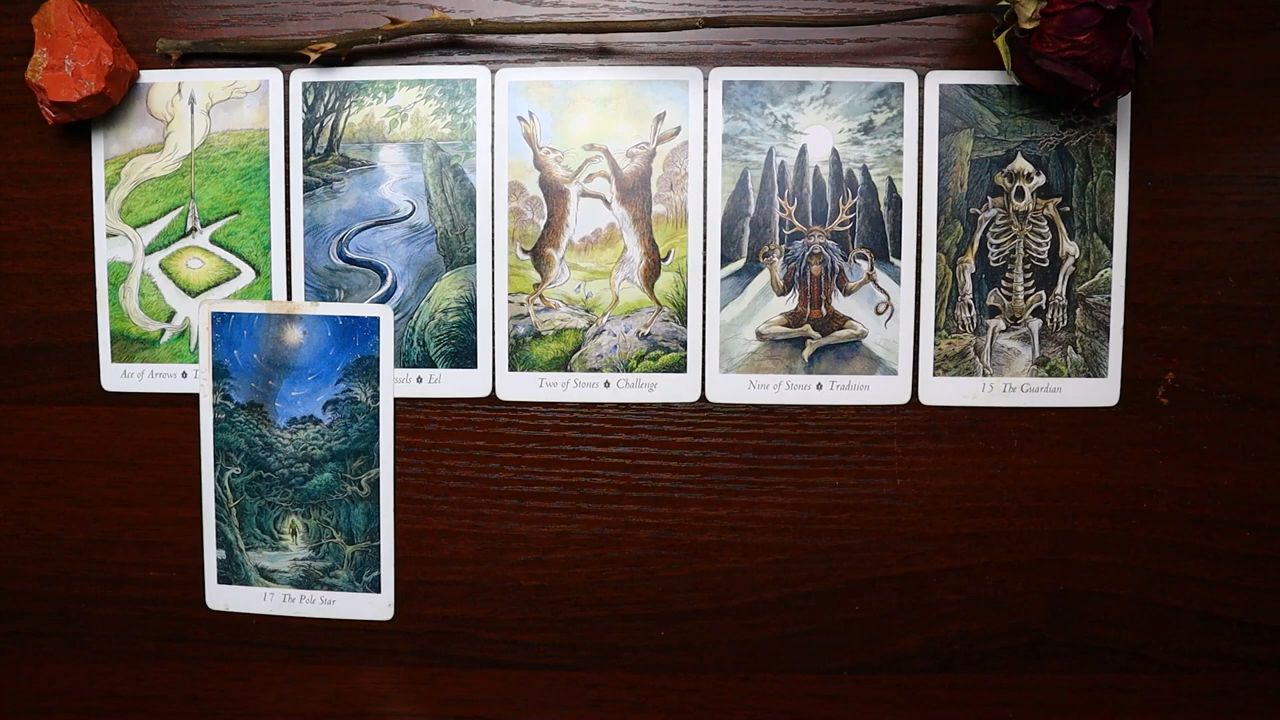 Ace of Arrows
Eel
Two of Stones Challenge
Nine of Stones Tradition
15 The Guardian
17 The Pole Star